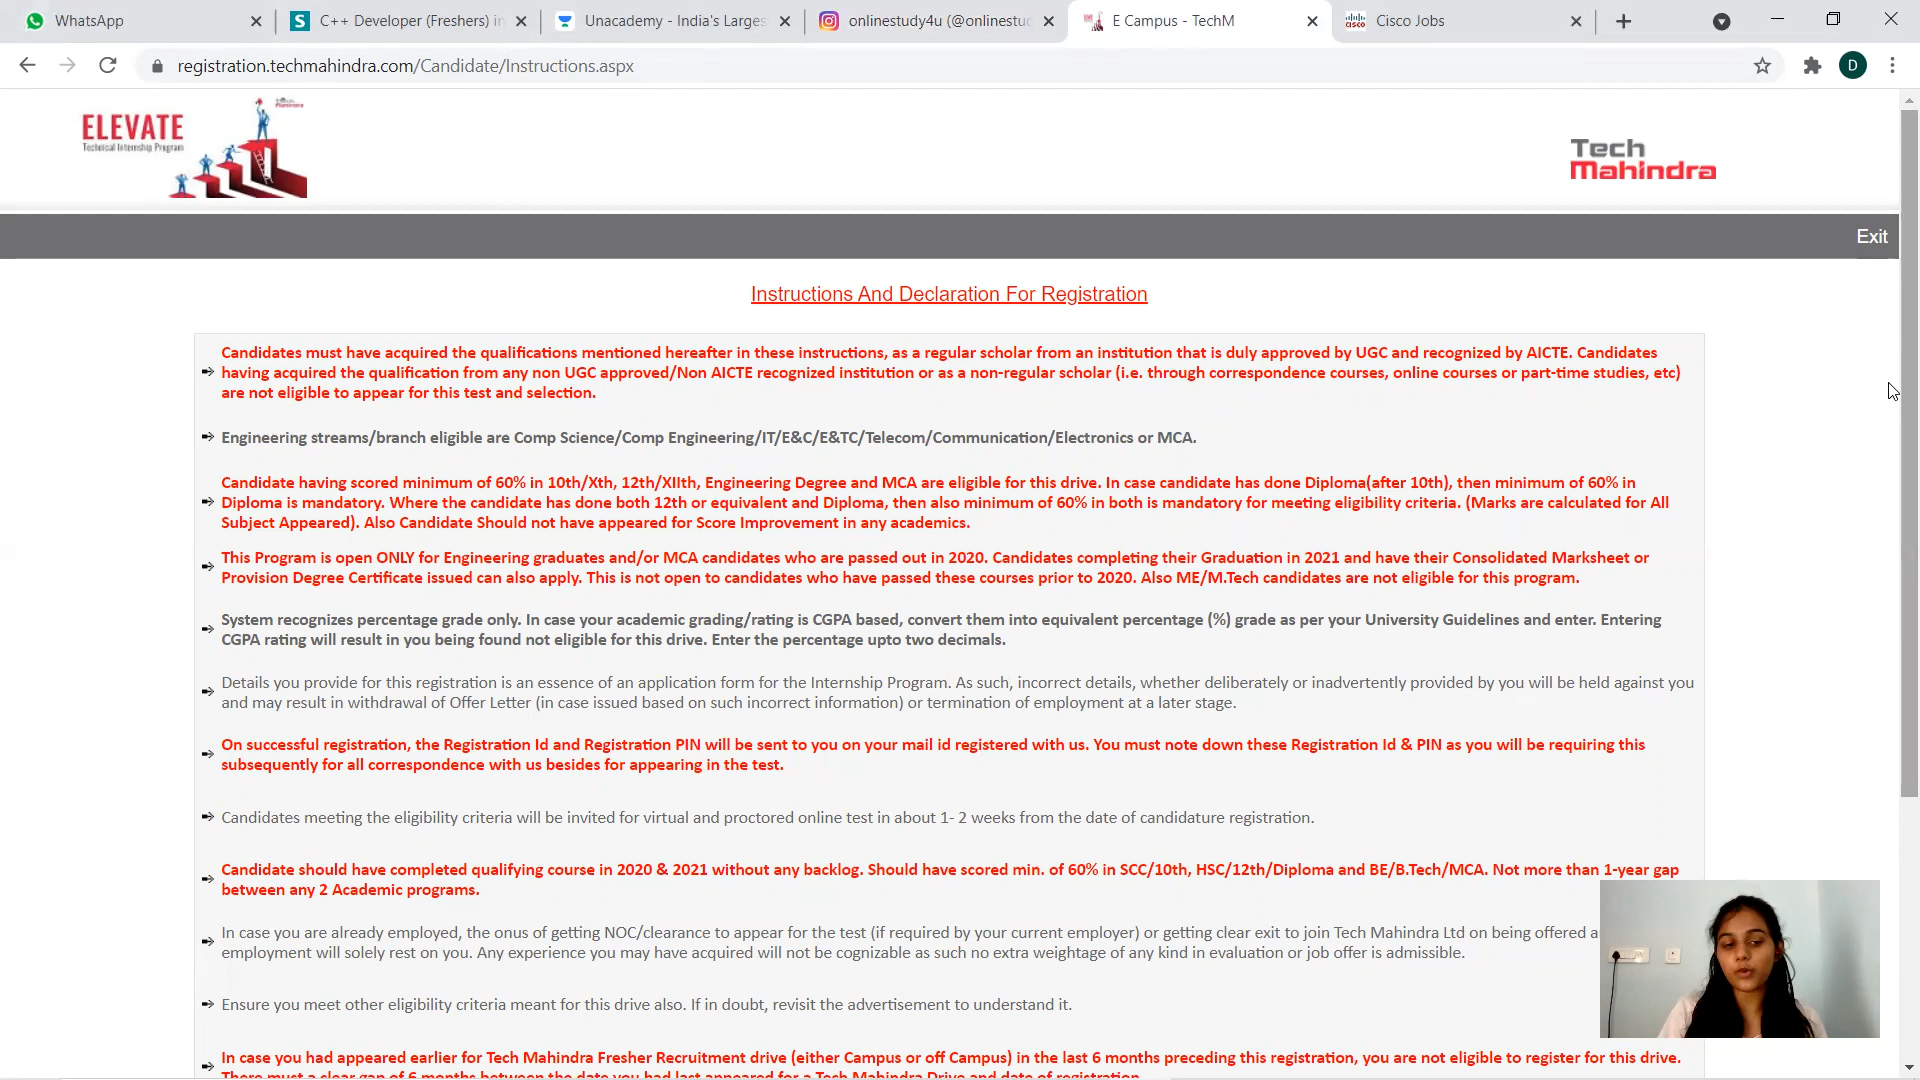 WhatsApp
C++ Developer (Freshers) in
Unacademy - India's Larges
onlinestudy4u (@onlinestud
E Campus - TechM
Cisco Jobs
registration.techmahindra.com/Candidate/Instructions.aspx
D
ELEVATE
Technical Internship Program
Tech
Mahindra
Exit
Instructions And Declaration For Registration
Candidates must have acquired the qualifications mentioned hereafter in these instructions, as a regular scholar from an institution that is duly approved by UGC and recognized by AICTE. Candidates
having acquired the qualification from any non UGC approved/Non AICTE recognized institution or as a non-regular scholar (i.e. through correspondence courses, online courses or part-time studies, etc)
are not eligible to appear for this test and selection.
Engineering streams/branch eligible are Comp Science/Comp Engineering/IT/E&C/E&TC/Telecom/Communication/Electronics or MCA.
Candidate having scored minimum of 60% in 10th/Xth, 12th/XIIth, Engineering Degree and MCA are eligible for this drive. In case candidate has done Diploma(after 10th), then minimum of 60% in
Diploma is mandatory. Where the candidate has done both 12th or equivalent and Diploma, then also minimum of 60% in both is mandatory for meeting eligibility criteria. (Marks are calculated for All
Subject Appeared). Also Candidate Should not have appeared for Score Improvement in any academics.
This Program is open ONLY for Engineering graduates and/or MCA candidates who are passed out in 2020. Candidates completing their Graduation in 2021 and have their Consolidated Marksheet or
Provision Degree Certificate issued can also apply. This is not open to candidates who have passed these courses prior to 2020. Also ME/M.Tech candidates are not eligible for this program.
System recognizes percentage grade only. In case your academic grading/rating is CGPA based, convert them into equivalent percentage (%) grade as per your University Guidelines and enter. Entering
CGPA rating will result in you being found not eligible for this drive. Enter the percentage upto two decimals.
Details you provide for this registration is an essence of an application form for the Internship Program. As such, incorrect details, whether deliberately or inadvertently provided by you will be held against you
and may result in withdrawal of Offer Letter (in case issued based on such incorrect information) or termination of employment at a later stage.
On successful registration, the Registration Id and Registration PIN will be sent to you on your mail id registered with us. You must note down these Registration Id & PIN as you will be requiring this
subsequently for all correspondence with us besides for appearing in the test.
Candidates meeting the eligibility criteria will be invited for virtual and proctored online test in about 1- 2 weeks from the date of candidature registration.
Candidate should have completed qualifying course in 2020 & 2021 without any backlog. Should have scored min. of 60% in SCC/10th, HSC/12th/Diploma and BE/B.Tech/MCA. Not more than 1-year gap
between any 2 Academic programs.
In case you are already employed, the onus of getting NOC/clearance to appear for the test (if required by your current employer) or getting clear exit to join Tech Mahindra Ltd on being offered a
employment will solely rest on you. Any experience you may have acquired will not be cognizable as such no extra weightage of any kind in evaluation or job offer is admissible.
Ensure you meet other eligibility criteria meant for this drive also. If in doubt, revisit the advertisement to understand it.
In case you had appeared earlier for Tech Mahindra Fresher Recruitment drive (either Campus or off Campus) in the last 6 months preceding this registration, you are not eligible to register for this drive.
There must a clear gap of 6 months between the date you had last appeared for a Tech Mahindra Drive and date of registration